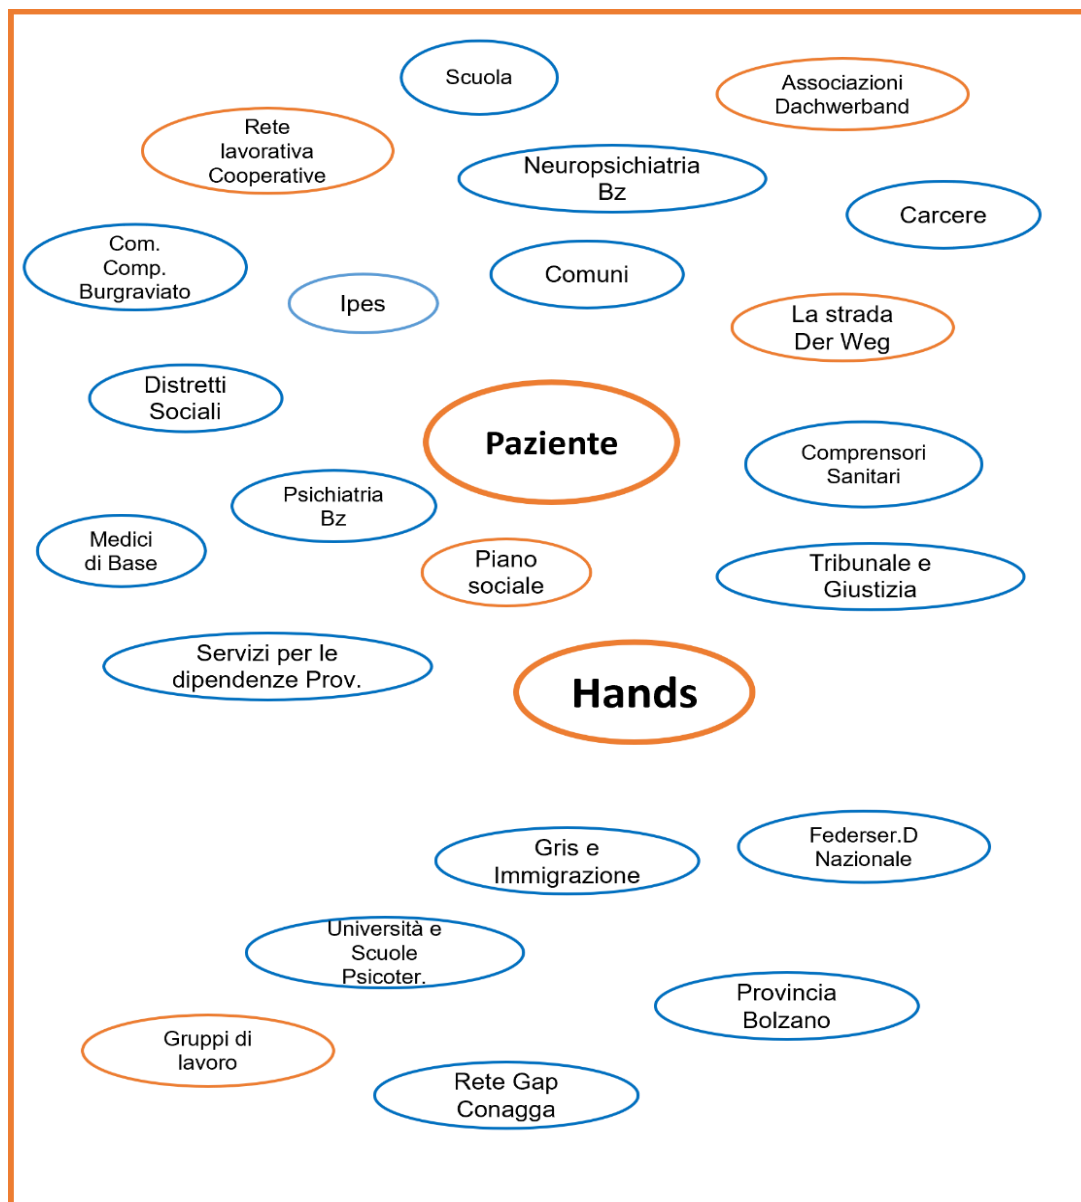 Scuola
Associazioni
Dachwerband
Rete
lavorativa
Cooperative
Neuropsichiatria
Bz
Carcere
Com.
Comp.
Burgraviato
Comuni
Ipes
La strada
Der Weg
Distretti
Sociali
Paziente
Comprensori
Sanitari
Psichiatria
Bz
Medici
di Base
Piano
sociale
Tribunale e
Giustizia
Servizi per le
dipendenze Prov.
Hands
Federser.D
Nazionale
Gris e
Immigrazione
Università e
Scuole
Psicoter.
Provincia
Bolzano
Gruppi di
lavoro
Rete Gap
Conagga